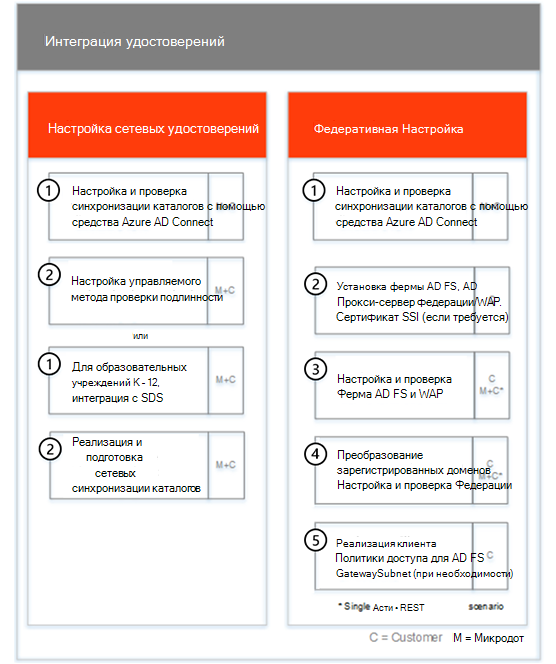 Интеграция удостоверений
Настройка сетевых удостоверений
1
Настройка и проверка
синхронизации каталогов с помощью
средства Azure AD Connect
M+C
2
Настройка управляемого
метода проверки подлинности
M+C
или
1
Для образовательных
учреждений K - 12,
интеграция с SDS
M+C
2
Реализация и
подготовка
сетевых
синхронизации каталогов
M+C
Федеративная Настройка
1
Настройка и проверка
синхронизации каталогов с помощью
средства Azure AD Connect
M+C
2
Установка фермы AD FS, AD
Прокси-сервер федерации/WAP.
Сертификат SSI (если требуется)
C
3
Настройка и проверка
Ферма AD FS и WAP
C
M+C*
4
Преобразование
зарегистрированных доменов
Настройка и проверка Федерации
C
M+C*
5
Реализация клиента
Политики доступа для AD FS
GatewaySubnet (при необходимости)
C
* Single Асти • REST scenario
C = Customer M = Микродот